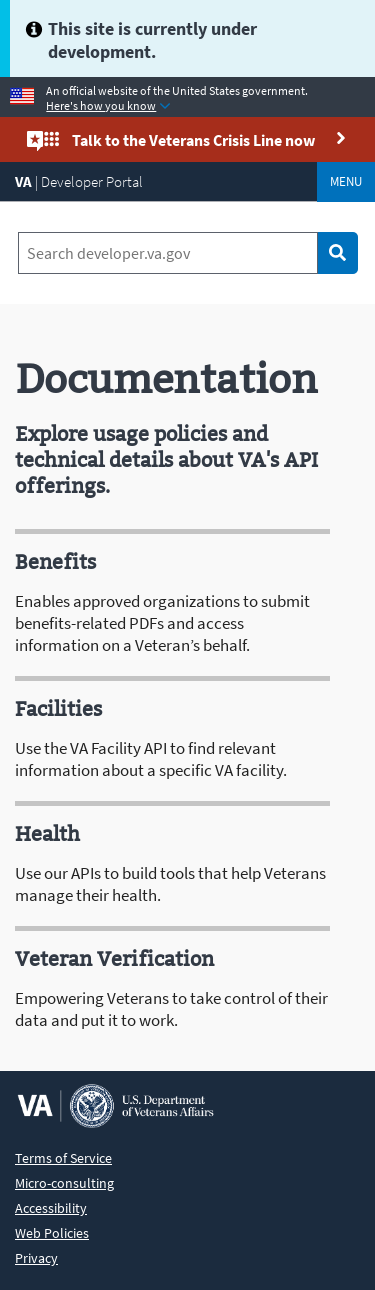 This site is currently under
development.
An official website of the United States government.
Here's how you know
Talk to the Veterans Crisis Line now
VA | Developer Portal
MENU
Search developer.va.gov
Documentation
Explore usage policies and
technical details about VA's API
offerings.
Benefits
Enables approved organizations to submit
benefits-related PDFs and access
information on a Veteran’s behalf.
Facilities
Use the VA Facility API to find relevant
information about a specific VA facility.
Health
Use our APIs to build tools that help Veterans
manage their health.
Veteran Verification
Empowering Veterans to take control of their
data and put it to work.
VA
U.S. Department
of Veterans Affairs
Terms of Service
Micro-consulting
Accessibility
Web Policies
Privacy